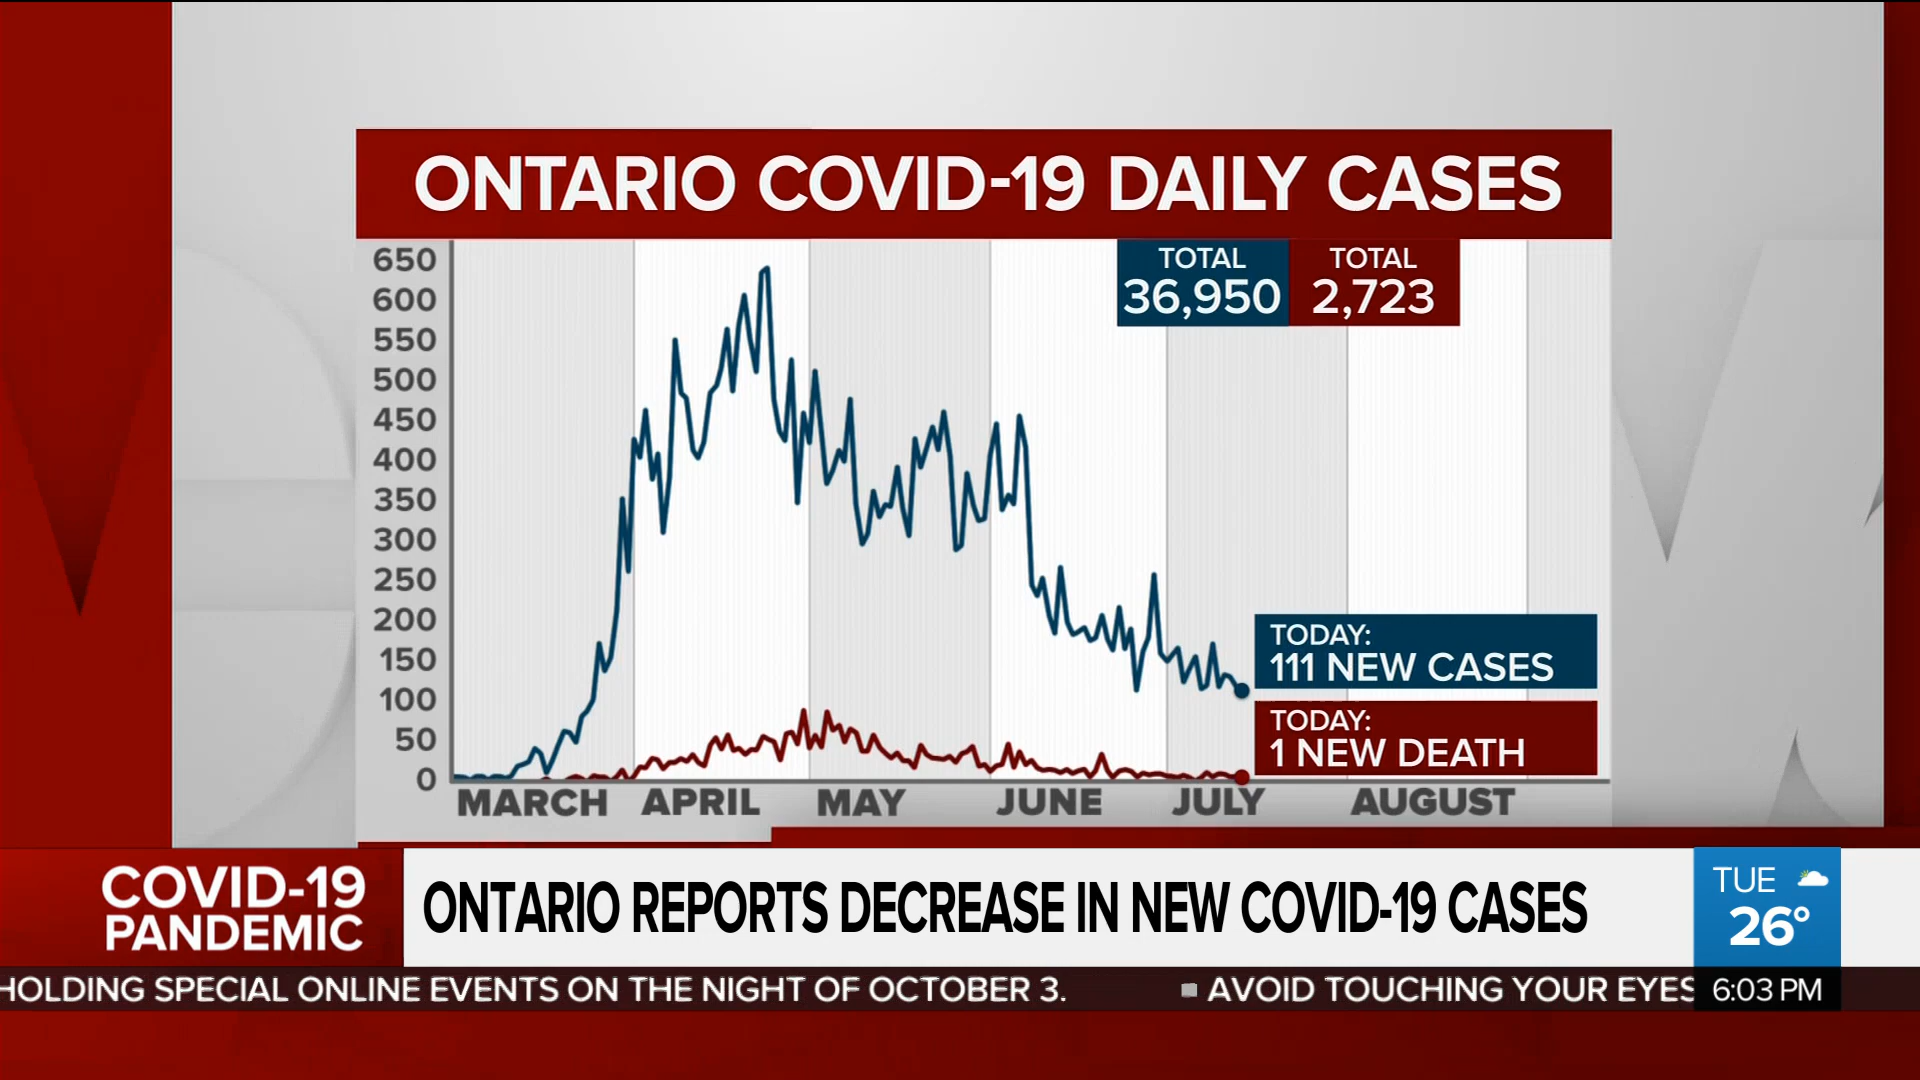 ONTARIO COVID-19 DAILY CASES
650
600
550
500
450
400
350
300
250
200
150
100
50
0
TOTAL
36,950
TOTAL
2,723
TODAY:
111 NEW CASES
TODAY:
1 NEW DEATH
MARCH APRIL MAY JUNE JULY AUGUST
COVID-19
PANDEMIC
ONTARIO REPORTS DECREASE IN NEW COVID-19 CASES
TUE
26°
HOLDING SPECIAL ONLINE EVENTS ON THE NIGHT OF OCTOBER 3. AVOID TOUCHING YOUR EYES
6:03 PM